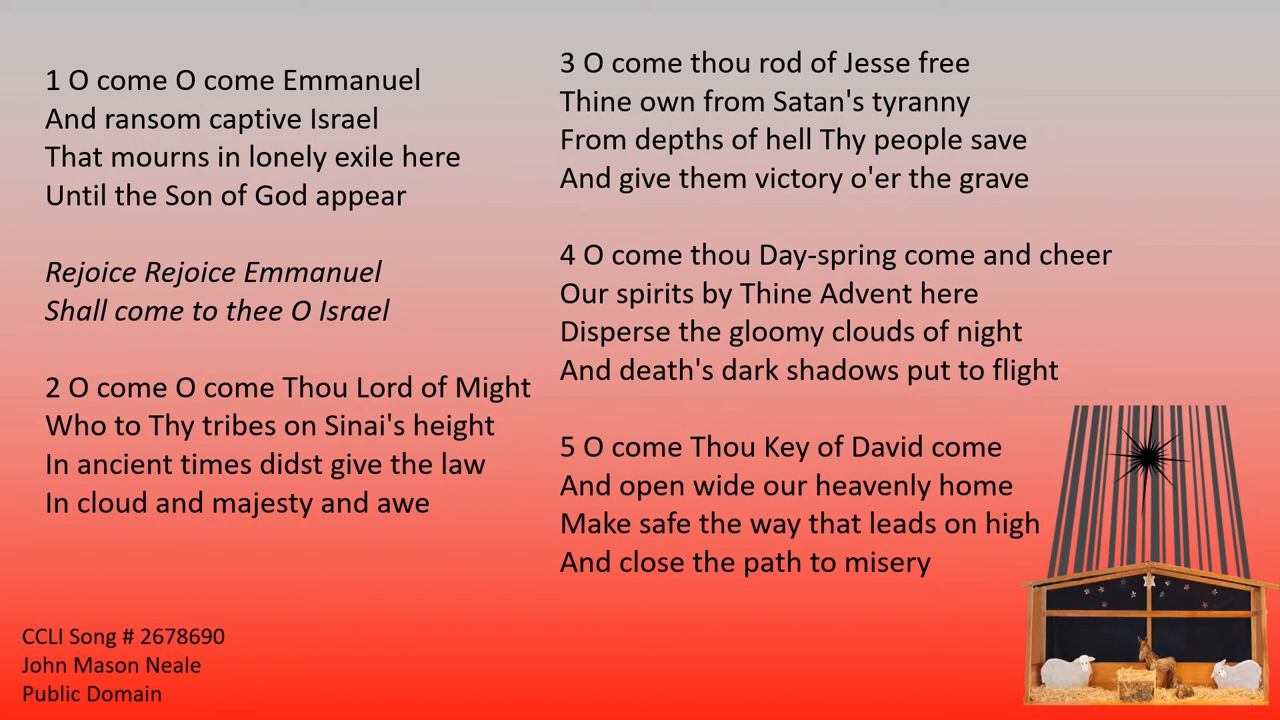 1 O come O come Emmanuel
And ransom captive Israel
That mourns in lonely exile here
Until the Son of God appear
Rejoice Rejoice Emmanuel
Shall come to thee O Israel
2 O come O come Thou Lord of Might
Who to Thy tribes on Sinai's height
In ancient times didst give the law
In cloud and majesty and awe
3 O come thou rod of Jesse free
Thine own from Satan's tyranny
From depths of hell Thy people save
And give them victory o'er the grave
4 O come thou Day-spring come and cheer
Our spirits by Thine Advent here
Disperse the gloomy clouds of night
And death's dark shadows put to flight
5 O come Thou Key of David come
And open wide our heavenly home
Make safe the way that leads on high
And close the path to misery
CCLI Song # 2678690
John Mason Neale
Public Domain